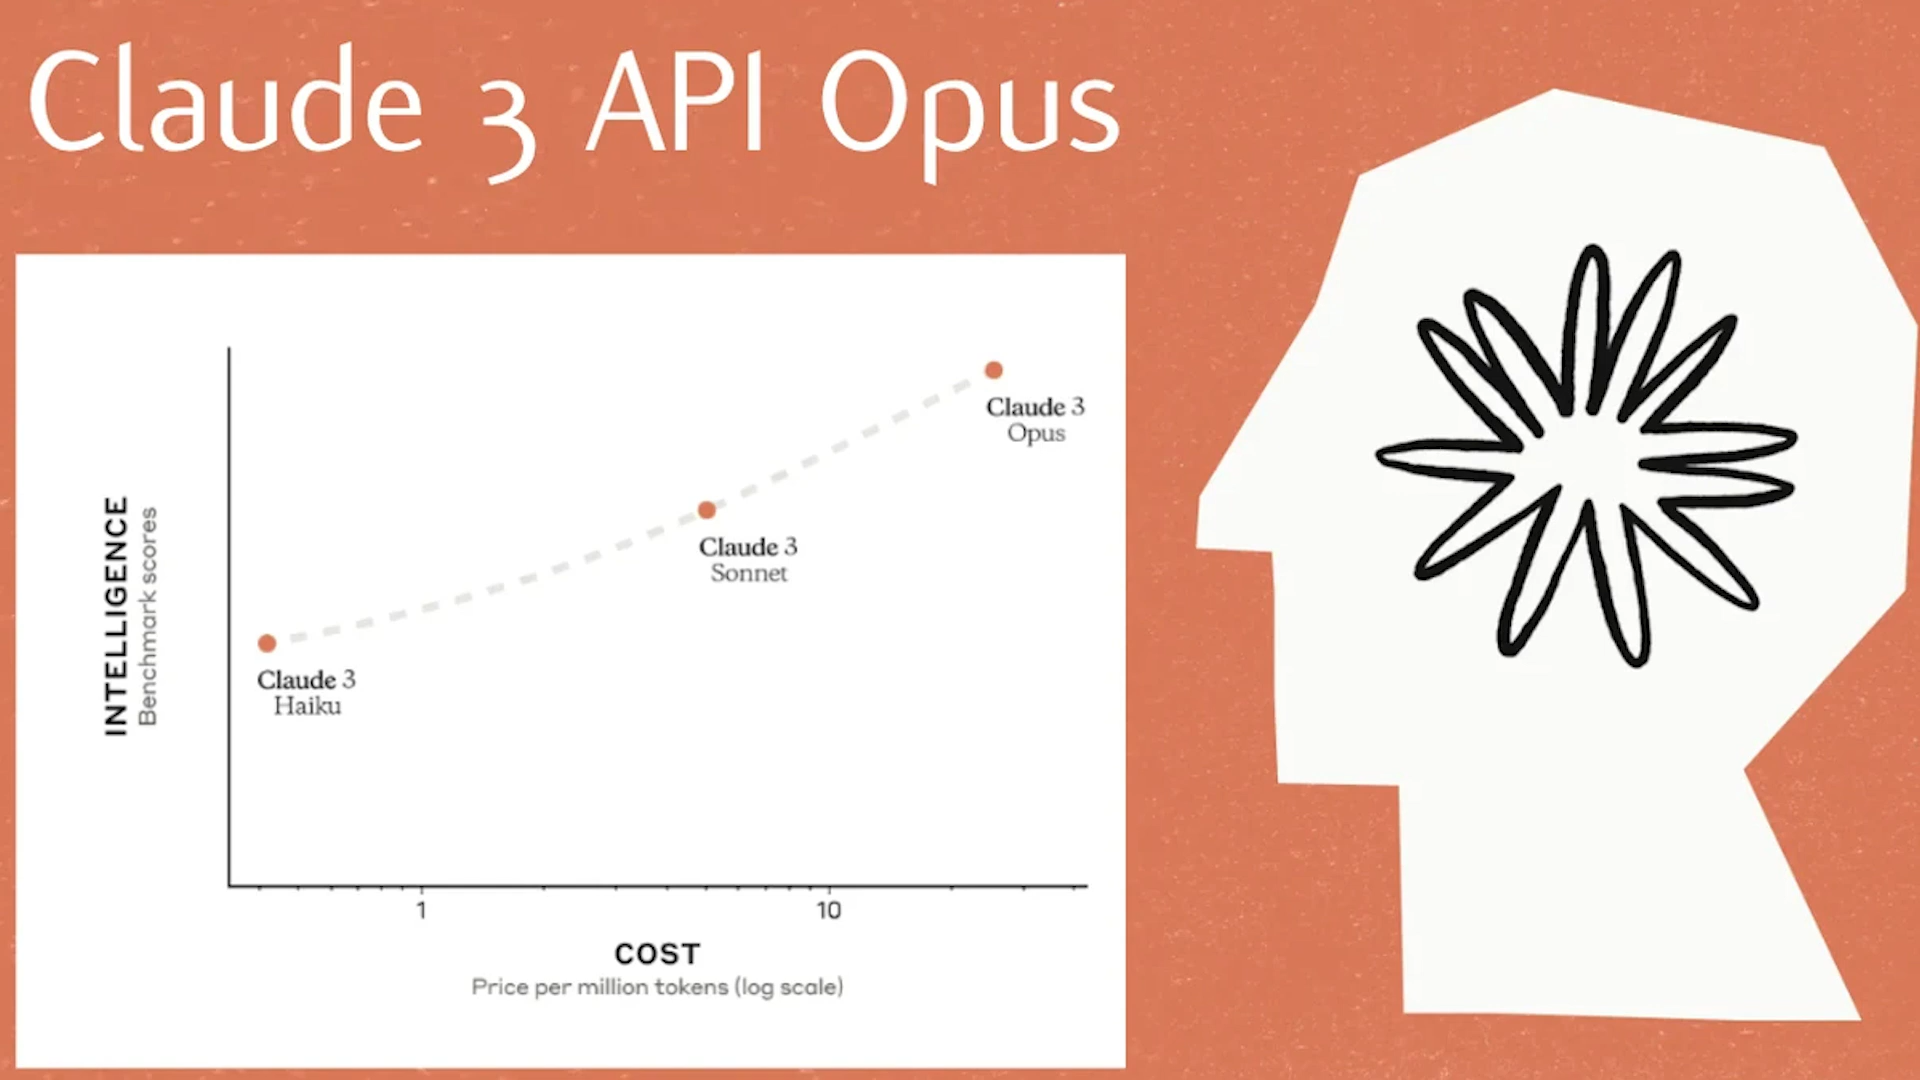 Claude 3 API Opus
INTELLIGENCE
Benchmark scores
Claude 3
Opus
Claude 3
Sonnet
Claude 3
Haiku
1
10
COST
Price per million tokens (log scale)